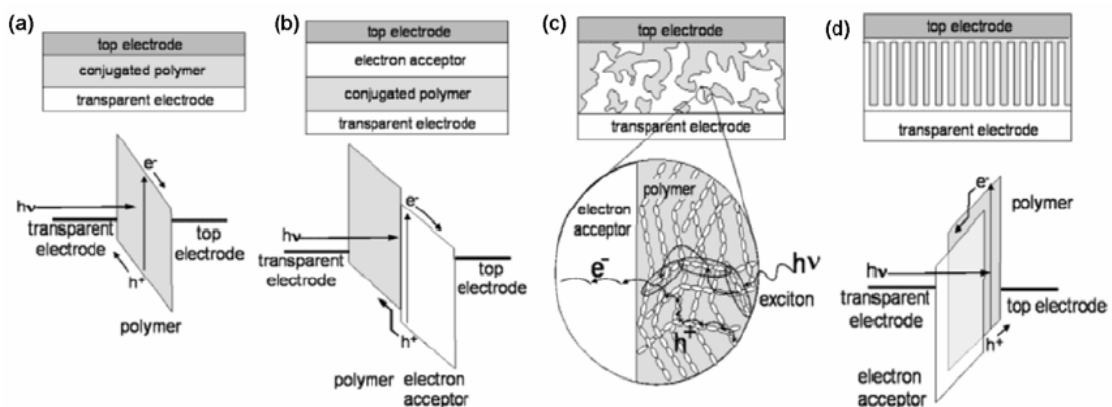 (a)
top electrode
conjugated polymer
transparent electrode
e-
hν
transparent
electrode
top
electrode
h+
polymer
(b)
top electrode
electron acceptor
conjugated polymer
transparent electrode
e-
hν
transparent
electrode
top
electrode
h+
polymer electron
acceptor
(c)
top electrode
transparent electrode
polymer
electron
acceptor
e-
hν
exciton
h+
(d)
top electrode
transparent electrode
e-
polymer
hν
transparent
electrode
top electrode
h+
electron
acceptor